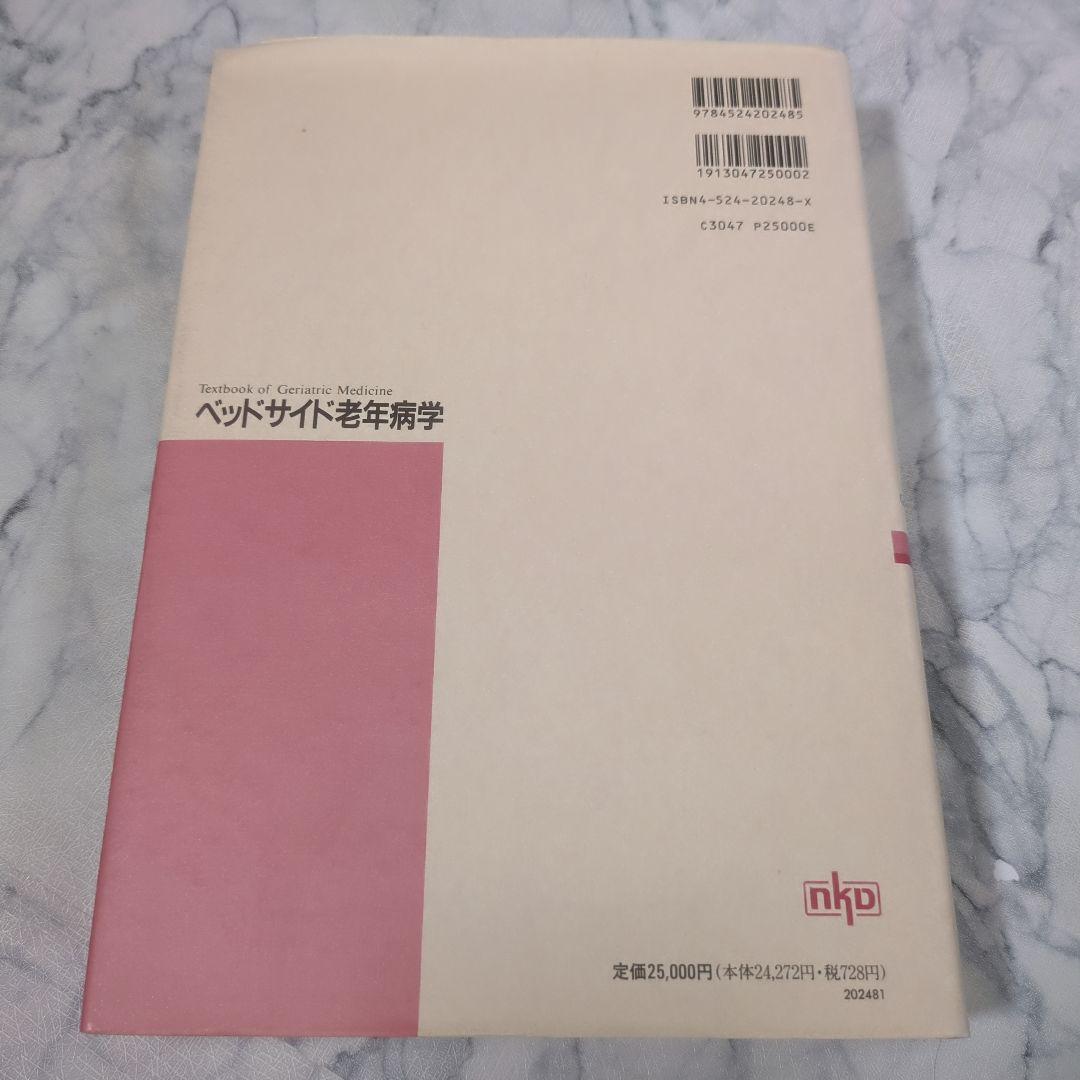 9784524202485
1913047250002
ISBN4-524-20248-X
C3047 P25000E
Textbook of Geriatric Medicine
ベッドサイド老年病学
nkD
定価25,000円(本体24,272円・税728円)
202481